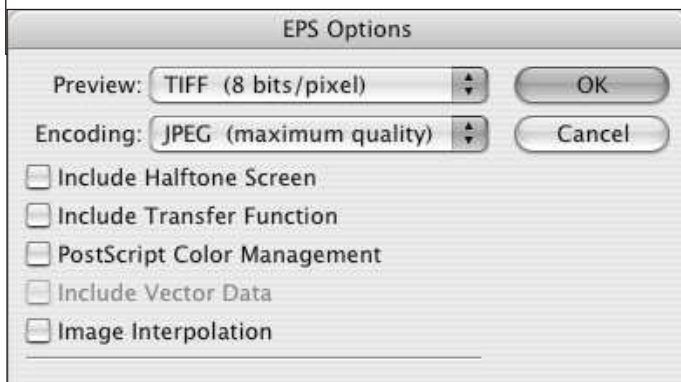 EPS Options
Preview: TIFF (8 bits/pixel) OK
Encoding: JPEG (maximum quality) Cancel
Include Halftone Screen
Include Transfer Function
PostScript Color Management
Include Vector Data
Image Interpolation